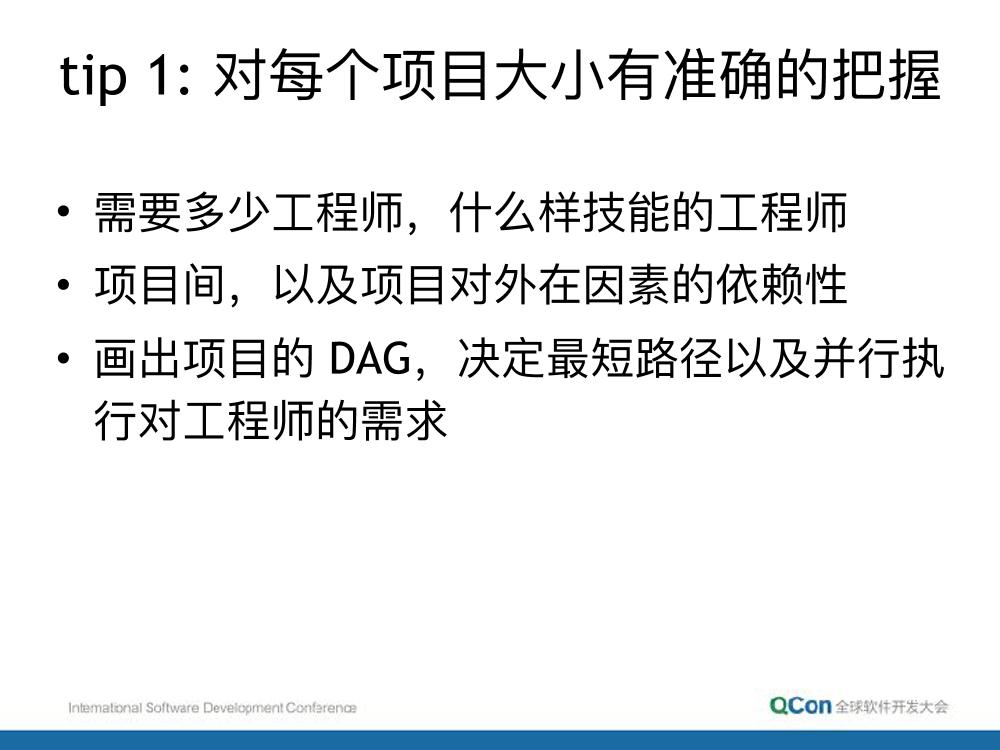 tip 1: 对每个项目大小有准确的把握
• 需要多少工程师，什么样技能的工程师
• 项目间，以及项目对外在因素的依赖性
• 画出项目的 DAG，决定最短路径以及并行执
行对工程师的需求
International Software Development Conference
QCon 全球软件开发大会